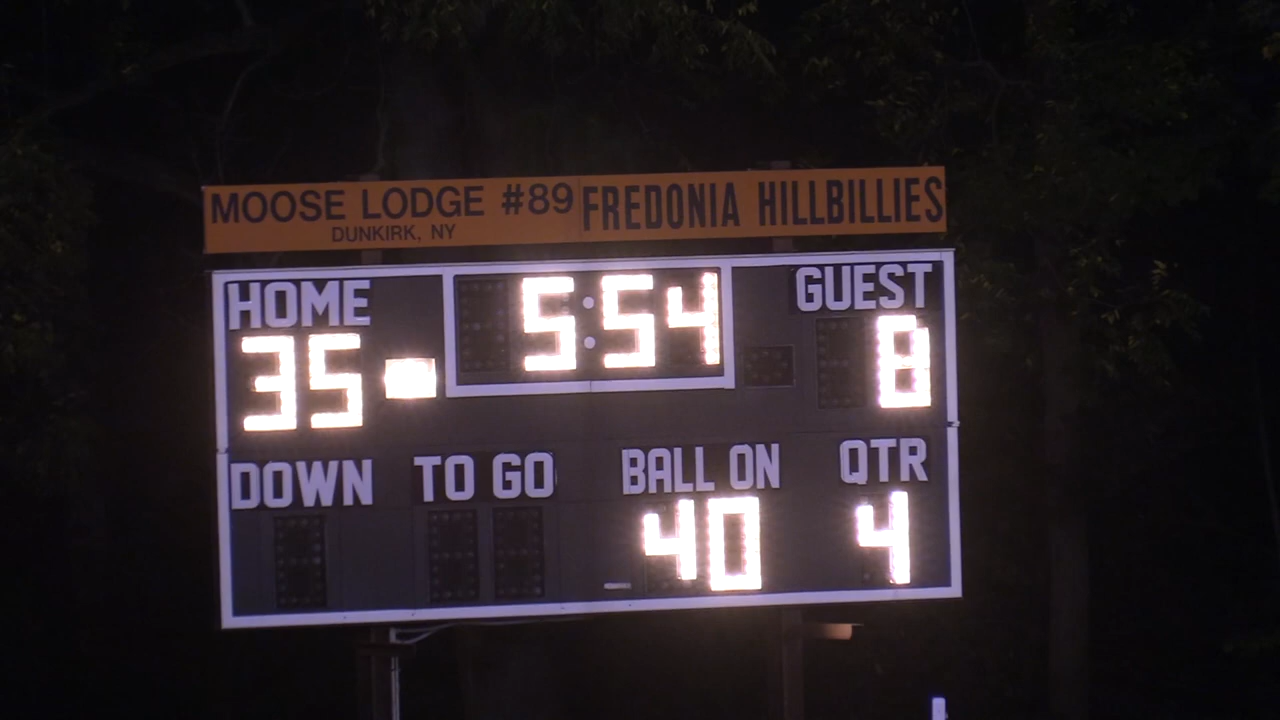 MOOSE LODGE #89
DUNKIRK, NY
FREDONIA HILLBILLIES
HOME 5:54 GUEST
35 8
DOWN TO GO BALL ON QTR
40 4